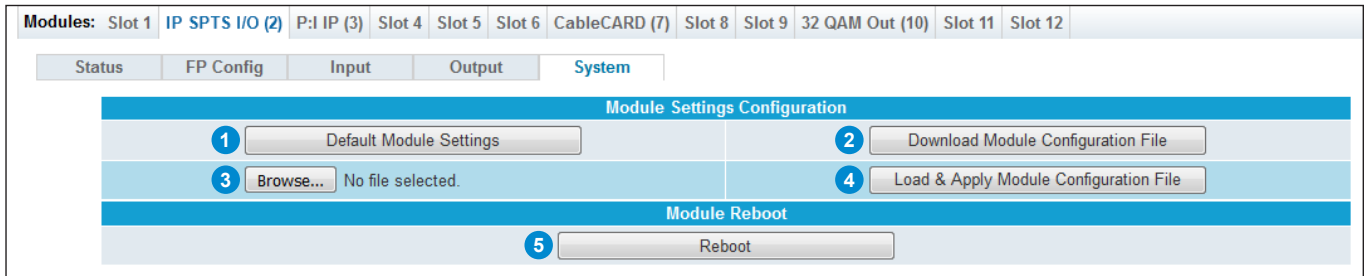 Modules: Slot 1 IP SPTS I/O (2) P:I IP (3) Slot 4 Slot 5 Slot 6 CableCARD (7) Slot 8 Slot 9 32 QAM Out (10) Slot 11 Slot 12
Status FP Config Input Output System
Module Settings Configuration
1 Default Module Settings 2 Download Module Configuration File
3 Browse... No file selected. 4 Load & Apply Module Configuration File
Module Reboot
5 Reboot